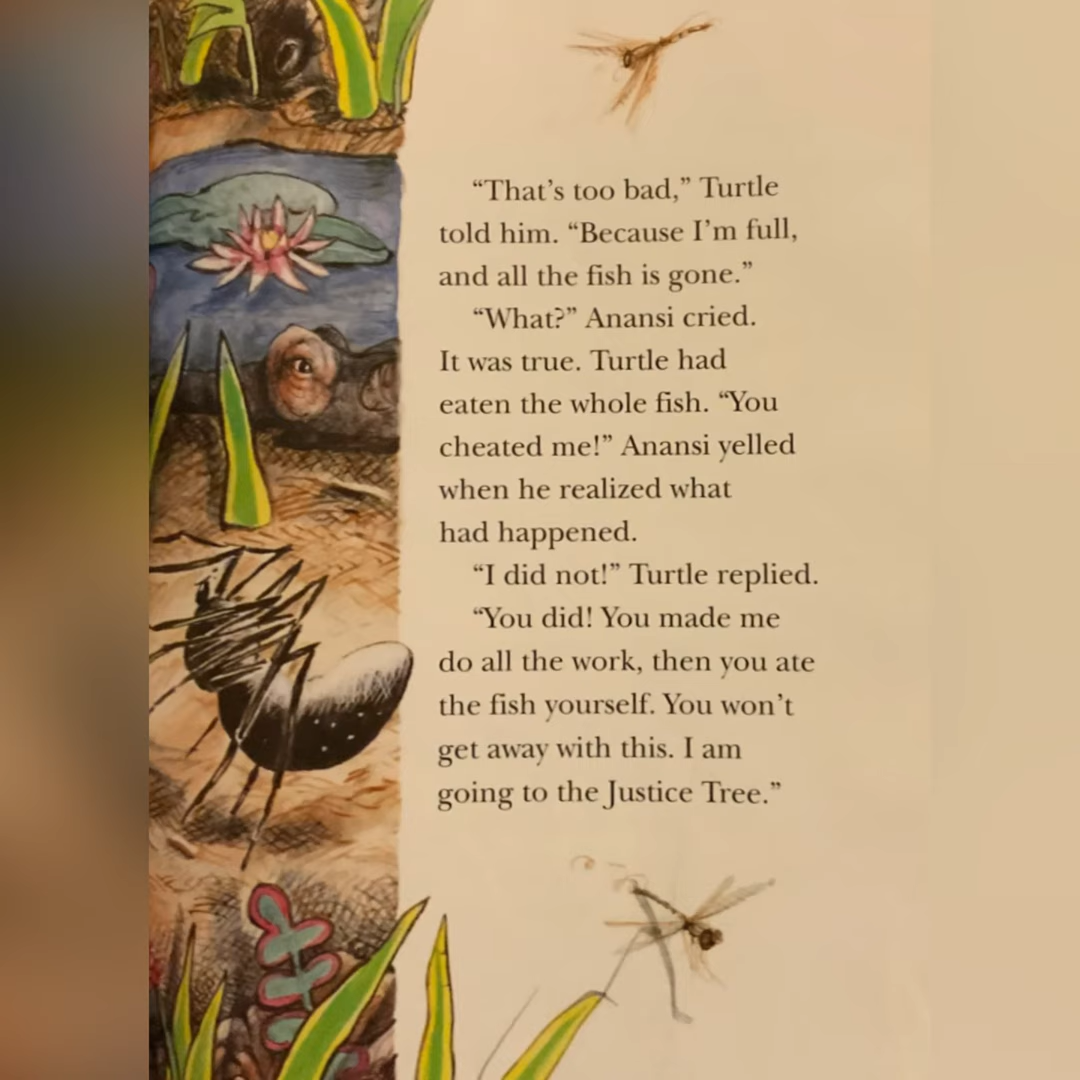 “That’s too bad,” Turtle
told him. “Because I’m full,
and all the fish is gone.”
“What?” Anansi cried.
It was true. Turtle had
eaten the whole fish. “You
cheated me!” Anansi yelled
when he realized what
had happened.
“I did not!” Turtle replied.
“You did! You made me
do all the work, then you ate
the fish yourself. You won’t
get away with this. I am
going to the Justice Tree.”